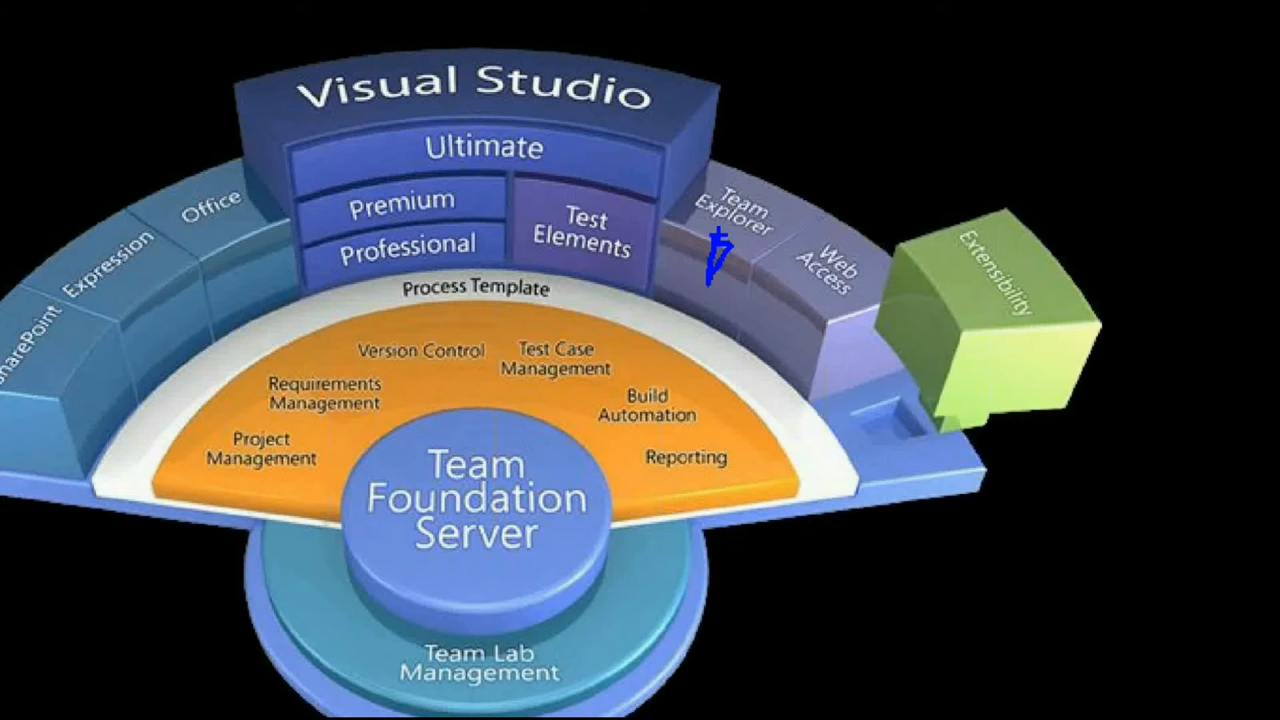 Visual Studio
Ultimate
Premium
Professional
Test
Elements
Office
Expression
Team
Explorer
Web
Access
Extensibility
Process Template
Version Control
Test Case
Management
Requirements
Management
Build
Automation
Project
Management
Reporting
Team
Foundation
Server
Team Lab
Management